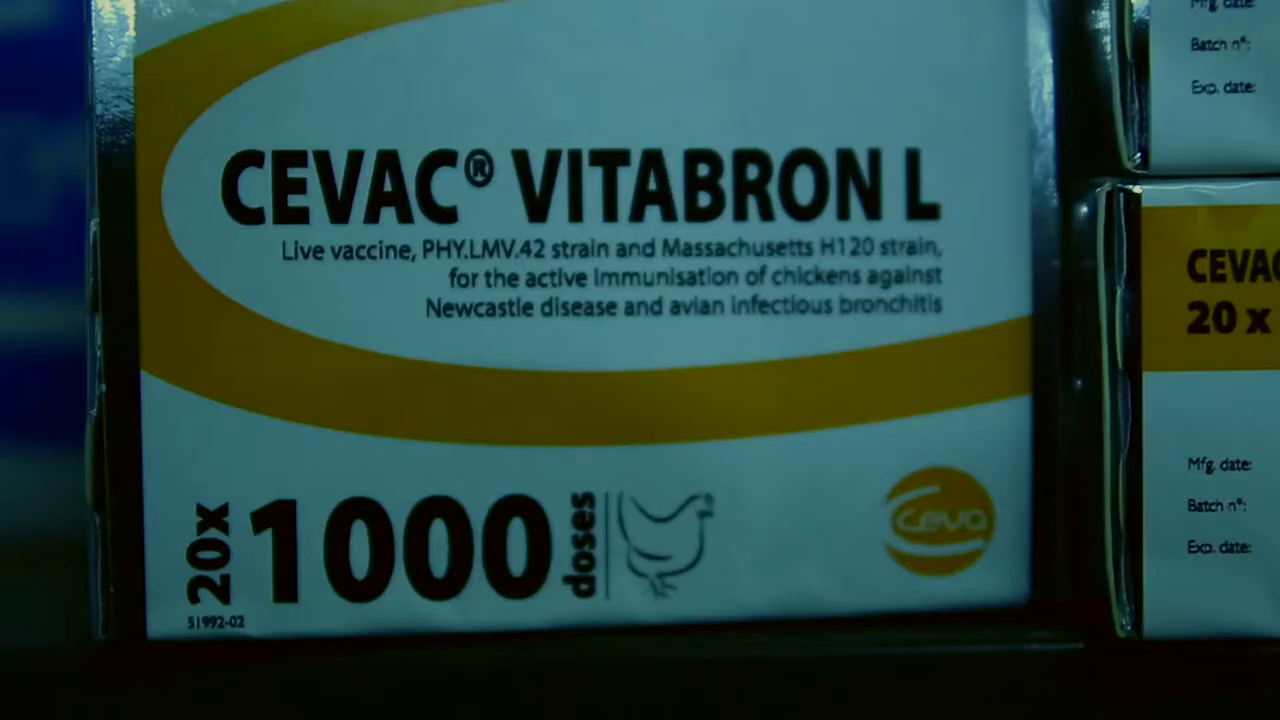 CEVAC® VITABRON L
Live vaccine, PHY.LMV.42 strain and Massachusetts H120 strain,
for the active immunisation of chickens against
Newcastle disease and avian infectious bronchitis
20x 1000 doses
51992-02
Ceva
Mfg. date:
Batch n°:
Exp. date:
CEVAC
20 x
Mfg. date:
Batch n°:
Exp. date: